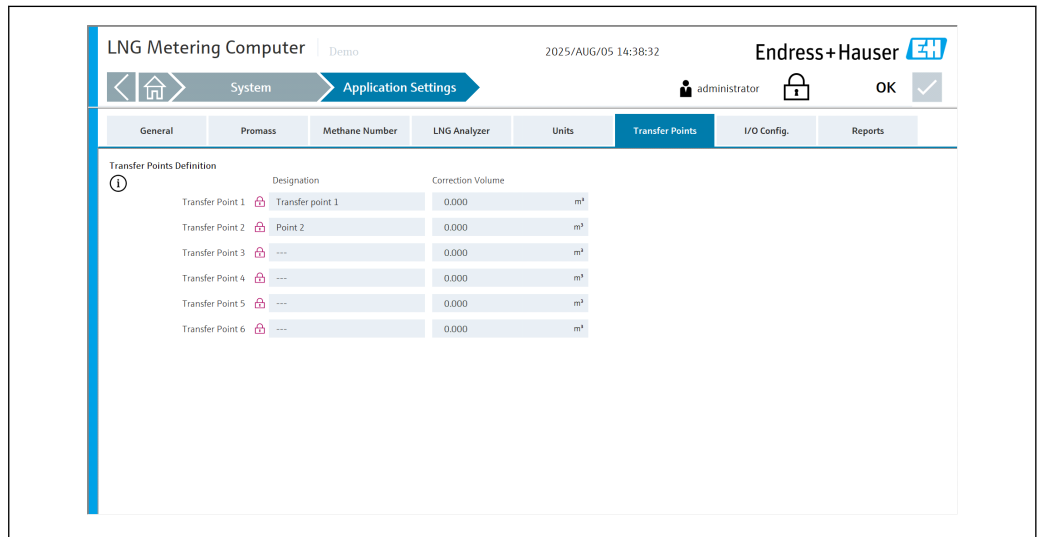 LNG Metering Computer Demo 2025/AUG/05 14:38:32 Endress+Hauser EH
System Application Settings administrator OK
General Promass Methane Number LNG Analyzer Units Transfer Points I/O Config. Reports
Transfer Points Definition
i Designation Correction Volume
Transfer Point 1 Transfer point 1 0.000 m³
Transfer Point 2 Point 2 0.000 m³
Transfer Point 3 --- 0.000 m³
Transfer Point 4 --- 0.000 m³
Transfer Point 5 --- 0.000 m³
Transfer Point 6 --- 0.000 m³